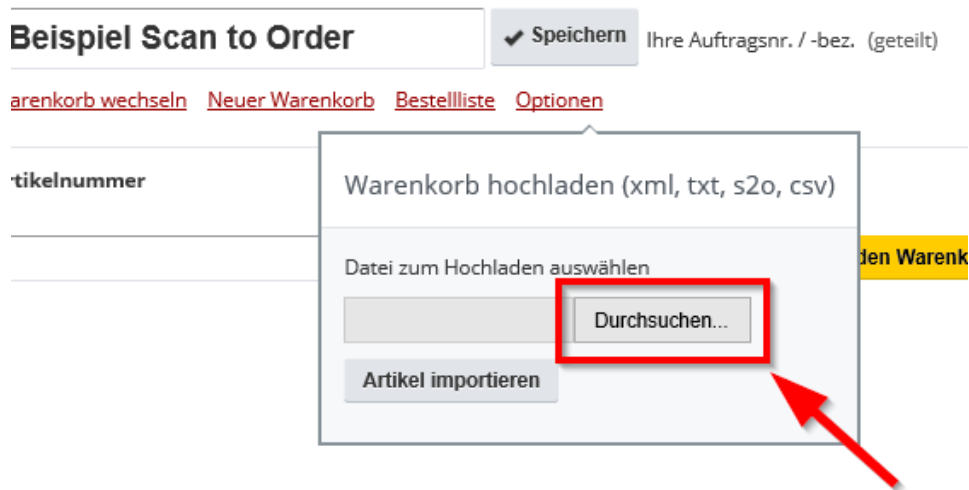 Beispiel Scan to Order
Speichern Ihre Auftragsnr. / -bez. (geteilt)
arenkorb wechseln Neuer Warenkorb Bestellliste Optionen
tikelnummer
Warenkorb hochladen (xml, txt, s2o, csv)
den Warenk
Datei zum Hochladen auswählen
Durchsuchen...
Artikel importieren